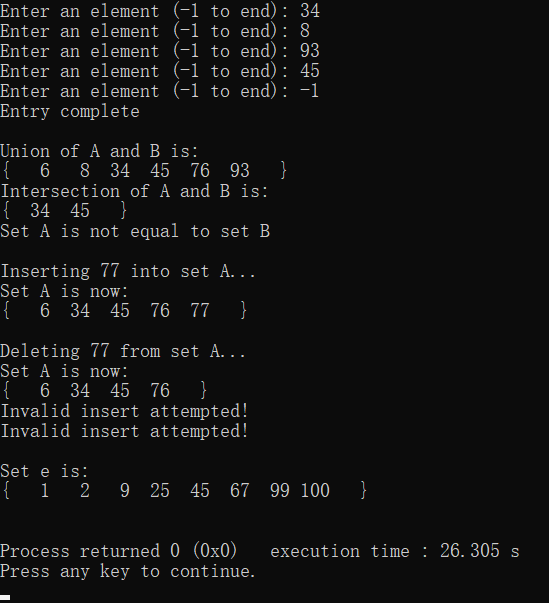 Enter an element (-1 to end): 34
Enter an element (-1 to end): 8
Enter an element (-1 to end): 93
Enter an element (-1 to end): 45
Enter an element (-1 to end): -1
Entry complete
Union of A and B is:
{   6   8  34  45  76  93   }
Intersection of A and B is:
{  34  45   }
Set A is not equal to set B
Inserting 77 into set A...
Set A is now:
{   6  34  45  76  77   }
Deleting 77 from set A...
Set A is now:
{   6  34  45  76   }
Invalid insert attempted!
Invalid insert attempted!
Set e is:
{   1   2   9  25  45  67  99 100   }
Process returned 0 (0x0)   execution time : 26.305 s
Press any key to continue.